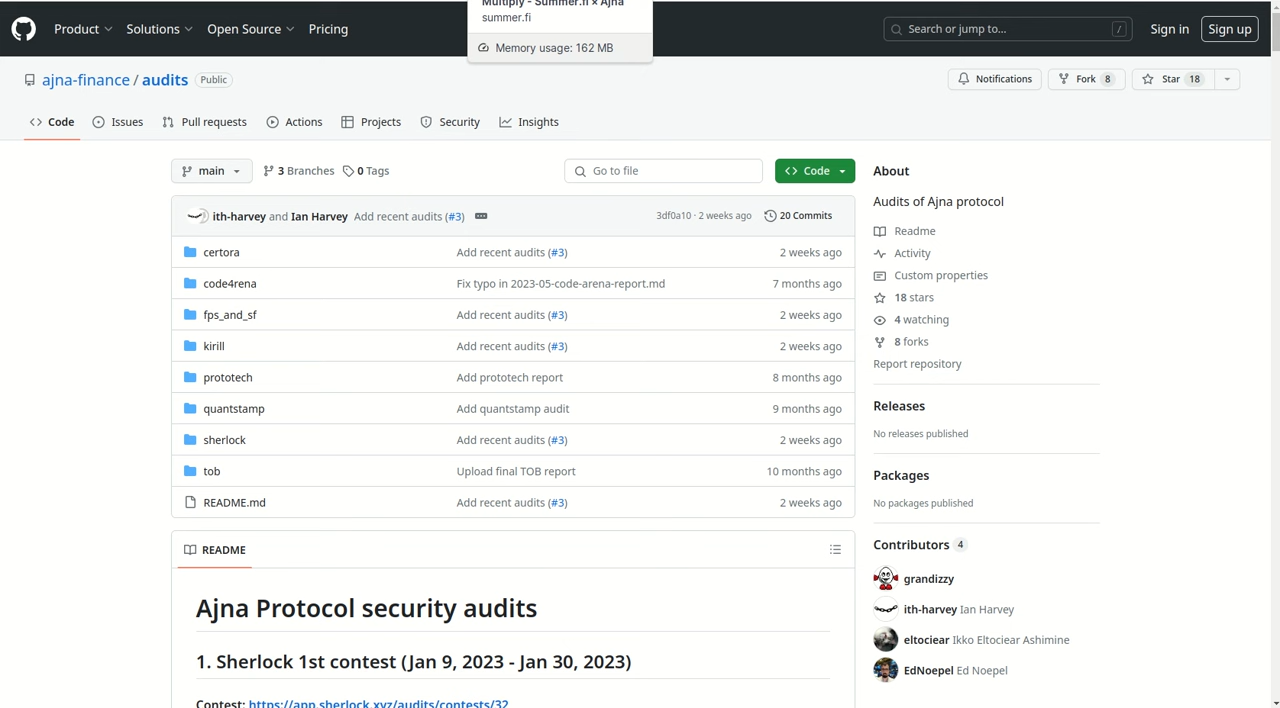 Multiply - Summer.fi × Ajna
summer.fi
Memory usage: 162 MB
Product Solutions Open Source Pricing
Search or jump to... /
Sign in Sign up
ajna-finance / audits Public
Notifications Fork 8 Star 18
Code Issues Pull requests Actions Projects Security Insights
main 3 Branches 0 Tags Go to file Code
ith-harvey and Ian Harvey Add recent audits (#3) 3df0a10 · 2 weeks ago 20 Commits
certora Add recent audits (#3) 2 weeks ago
code4rena Fix typo in 2023-05-code-arena-report.md 7 months ago
fps_and_sf Add recent audits (#3) 2 weeks ago
kirill Add recent audits (#3) 2 weeks ago
prototech Add prototech report 8 months ago
quantstamp Add quantstamp audit 9 months ago
sherlock Add recent audits (#3) 2 weeks ago
tob Upload final TOB report 10 months ago
README.md Add recent audits (#3) 2 weeks ago
README
Ajna Protocol security audits
1. Sherlock 1st contest (Jan 9, 2023 - Jan 30, 2023)
Contest: https://app.sherlock.xyz/audits/contests/32
About
Audits of Ajna protocol
Readme
Activity
Custom properties
18 stars
4 watching
8 forks
Report repository
Releases
No releases published
Packages
No packages published
Contributors 4
grandizzy
ith-harvey Ian Harvey
eltociear Ikko Eltociear Ashimine
EdNoepel Ed Noepel